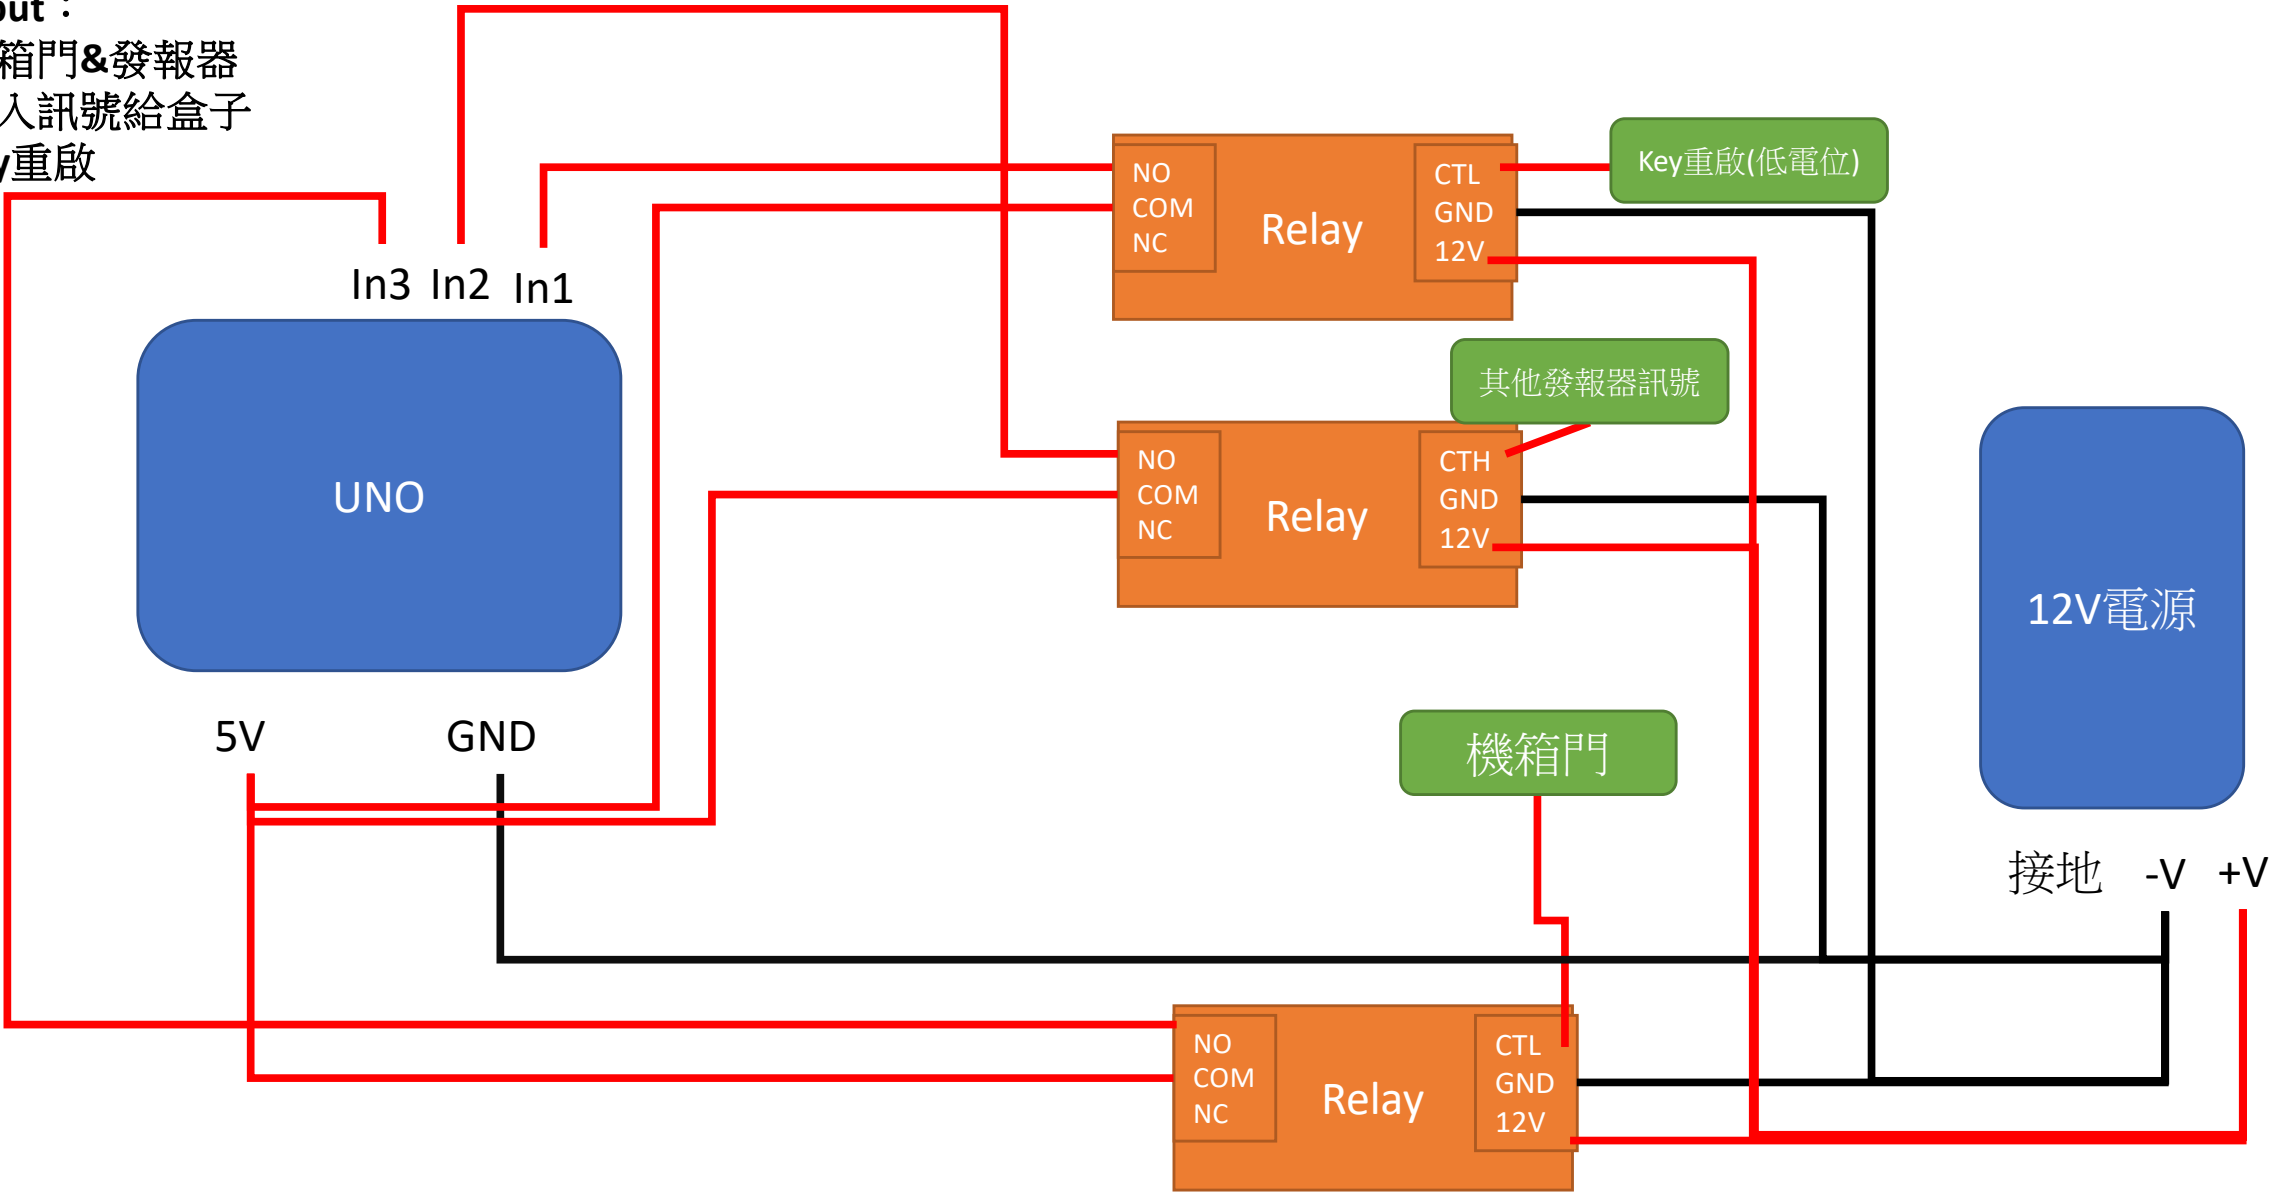 put：
箱門&發報器
入訊號給盒子
y重啟
In3 In2 In1
UNO
5V GND
NO
COM
NC
Relay
CTL
GND
12V
Key重啟(低電位)
NO
COM
NC
Relay
CTH
GND
12V
其他發報器訊號
機箱門
NO
COM
NC
Relay
CTL
GND
12V
12V電源
接地 -V +V